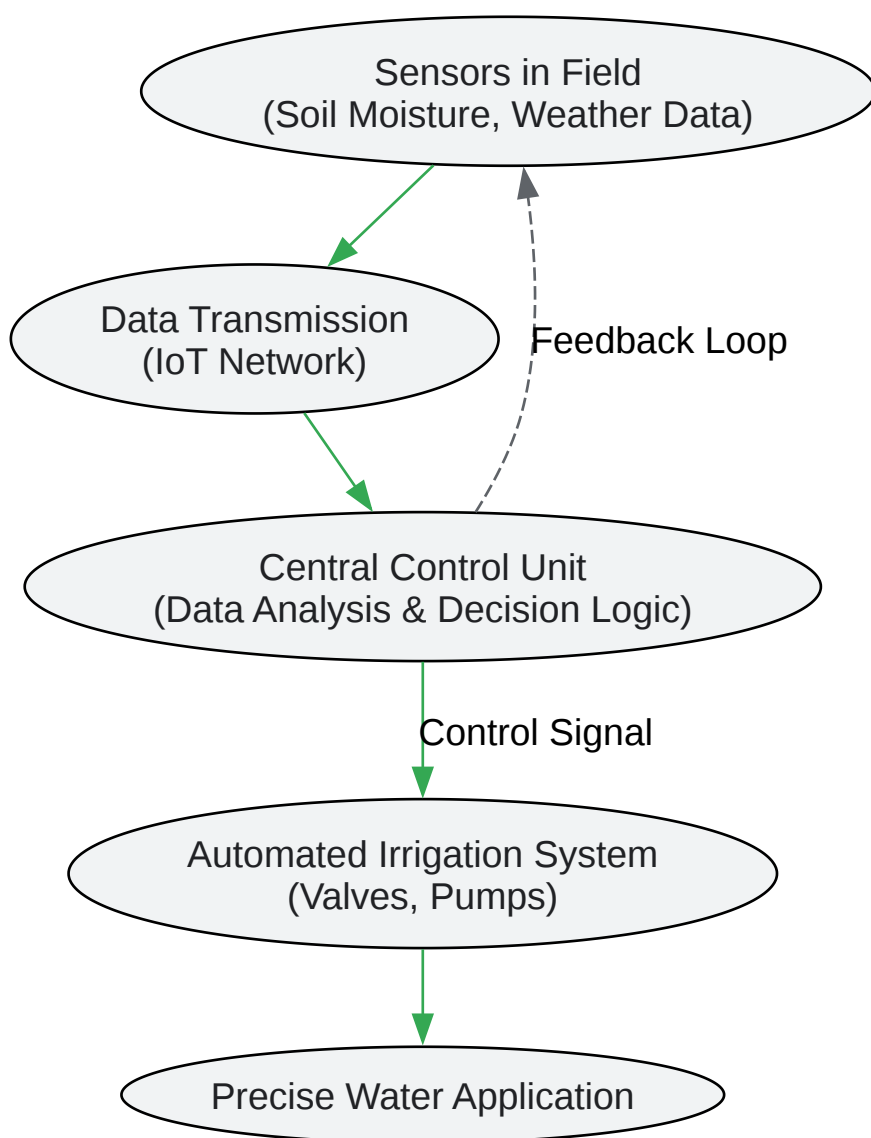 Sensors in Field
(Soil Moisture, Weather Data)
Data Transmission
(IoT Network)
Feedback Loop
Central Control Unit
(Data Analysis & Decision Logic)
Control Signal
Automated Irrigation System
(Valves, Pumps)
Precise Water Application